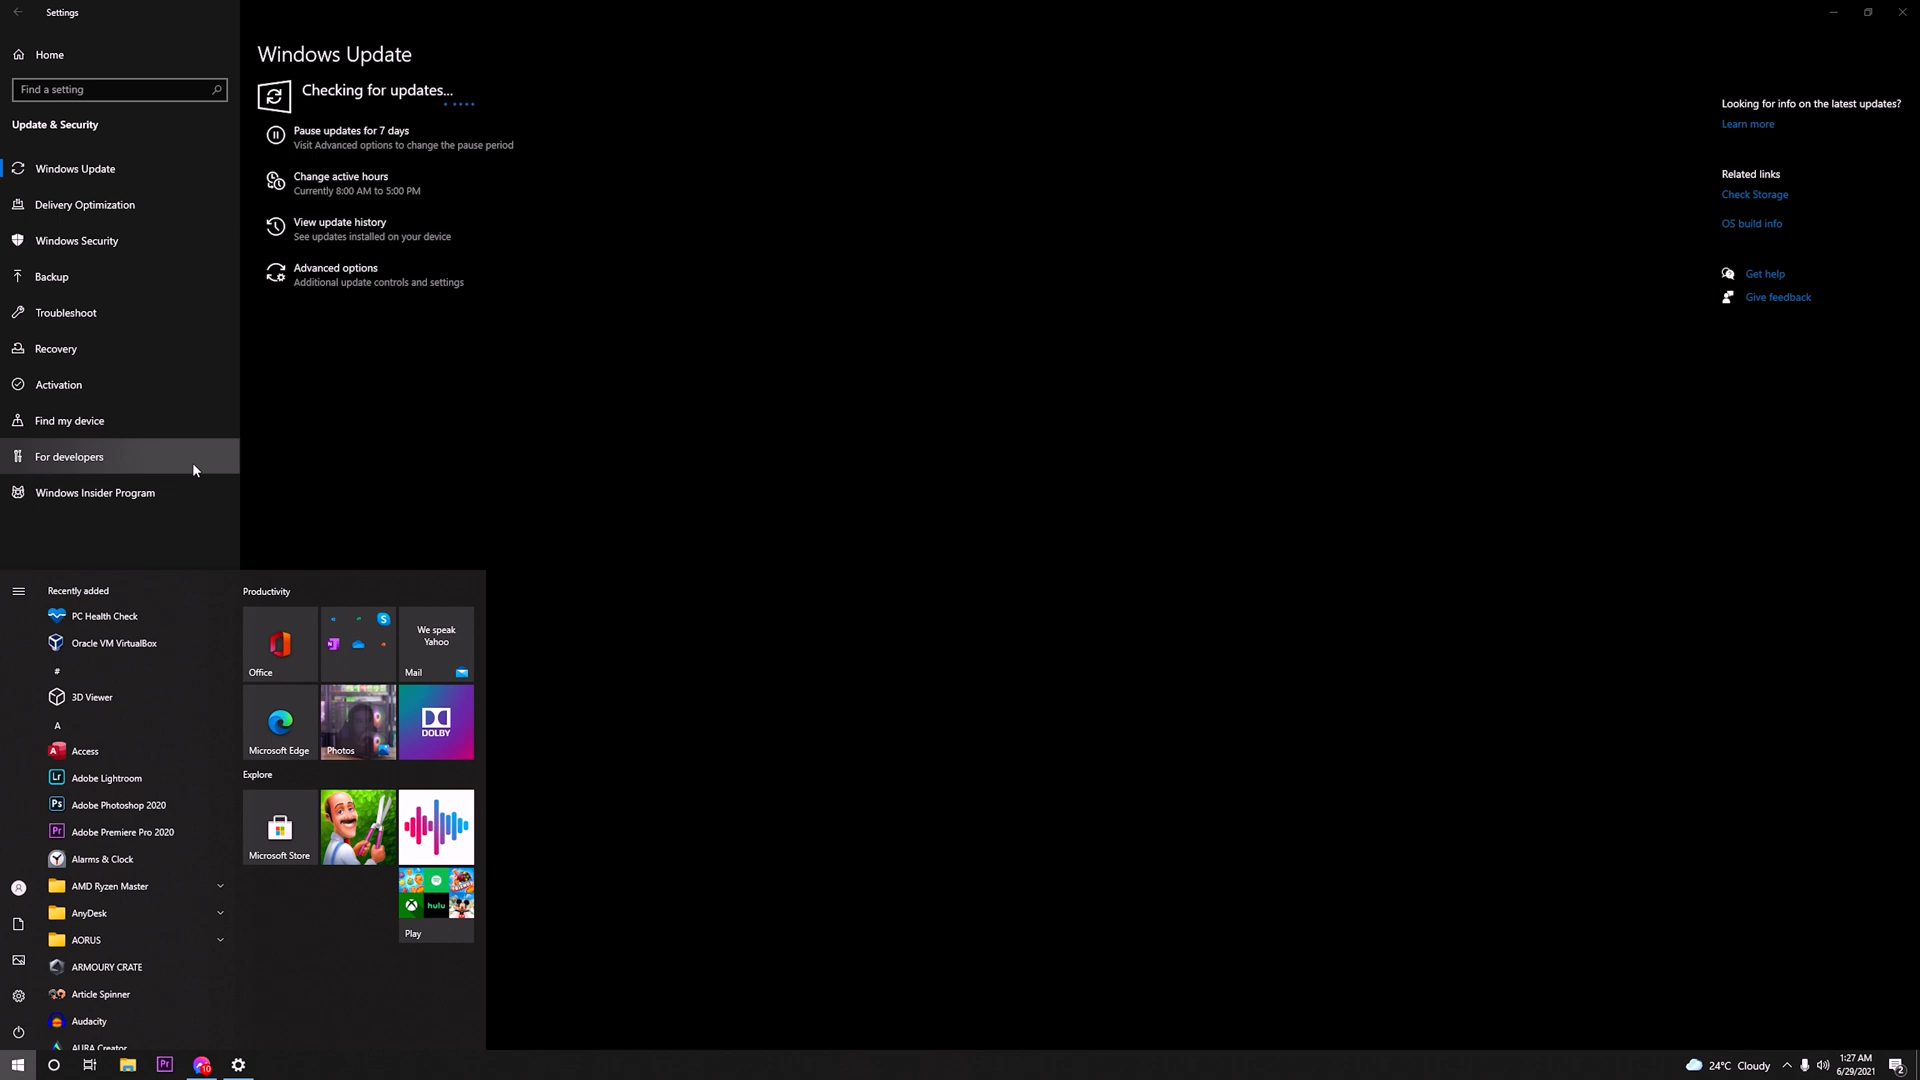 Settings
Home
Find a setting
Update & Security
Windows Update
Delivery Optimization
Windows Security
Backup
Troubleshoot
Recovery
Activation
Find my device
For developers
Windows Insider Program
Windows Update
Checking for updates...
Pause updates for 7 days
Visit Advanced options to change the pause period
Change active hours
Currently 8:00 AM to 5:00 PM
View update history
See updates installed on your device
Advanced options
Additional update controls and settings
Looking for info on the latest updates?
Learn more
Related links
Check Storage
OS build info
Get help
Give feedback
Recently added
PC Health Check
Oracle VM VirtualBox
#
3D Viewer
A
Access
Adobe Lightroom
Adobe Photoshop 2020
Adobe Premiere Pro 2020
Alarms & Clock
AMD Ryzen Master
AnyDesk
AORUS
ARMOURY CRATE
Article Spinner
Audacity
AURA Creator
Productivity
Office
We speak
Yahoo
Mail
Microsoft Edge
Photos
DOLBY
Explore
Microsoft Store
hulu
Play
Pr
10
24°C Cloudy
1:27 AM
6/29/2021
2